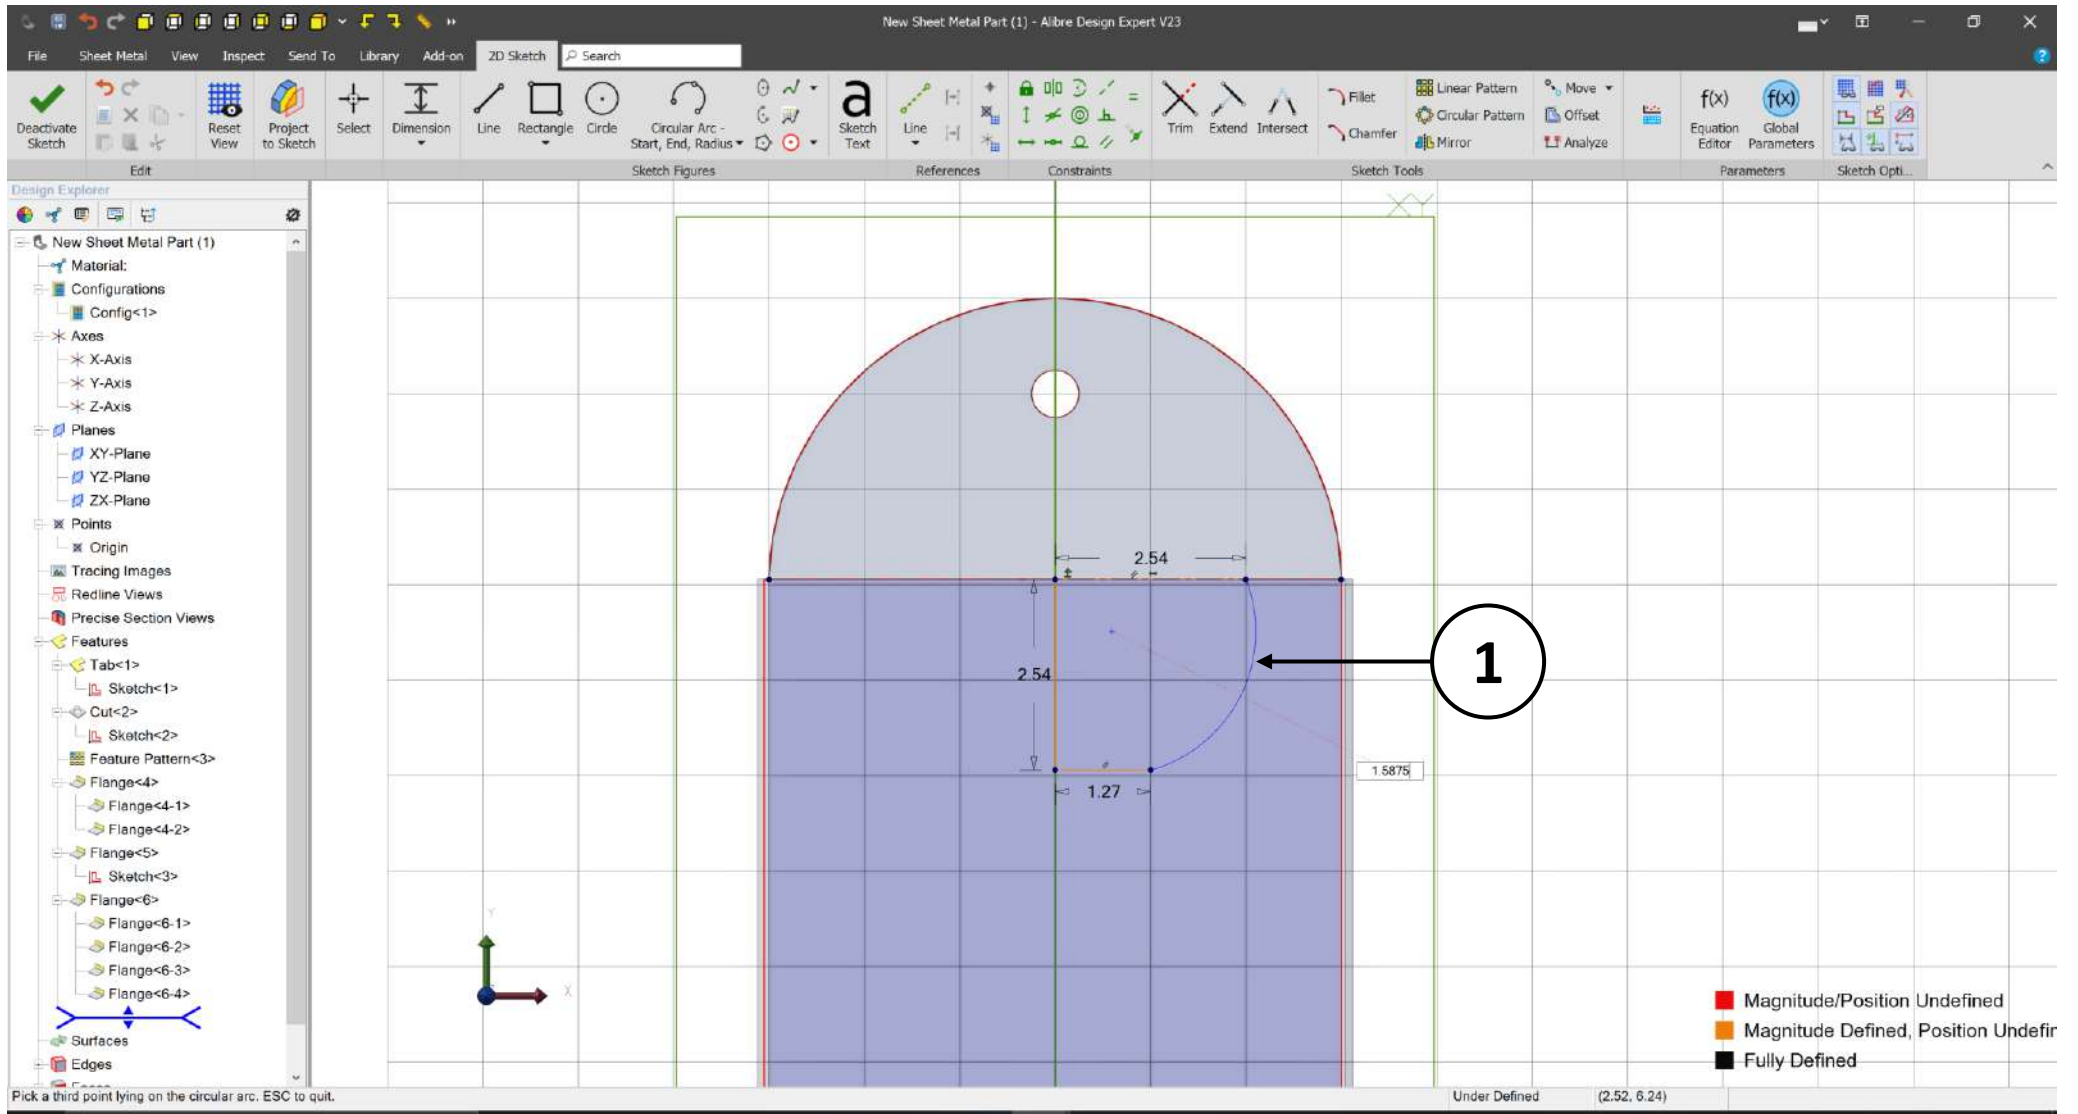 New Sheet Metal Part (1) - Alibre Design Expert V23
File Sheet Metal View Inspect Send To Library Add-on 2D Sketch Search
Deactivate Sketch
Reset View
Project to Sketch
Select
Dimension
Line
Rectangle
Circle
Circular Arc - Start, End, Radius
a
Sketch Text
Line
Trim
Extend
Intersect
Fillet
Chamfer
Linear Pattern
Circular Pattern
Mirror
Move
Offset
Analyze
f(x)
Equation Editor
f(x)
Global Parameters
Edit Sketch Figures References Constraints Sketch Tools Parameters Sketch Opti...
Design Explorer
New Sheet Metal Part (1)
Material:
Configurations
Config<1>
Axes
X-Axis
Y-Axis
Z-Axis
Planes
XY-Plane
YZ-Plane
ZX-Plane
Points
Origin
Tracing Images
Redline Views
Precise Section Views
Features
Tab<1>
Sketch<1>
Cut<2>
Sketch<2>
Feature Pattern<3>
Flange<4>
Flange<4-1>
Flange<4-2>
Flange<5>
Sketch<3>
Flange<6>
Flange<6-1>
Flange<6-2>
Flange<6-3>
Flange<6-4>
Surfaces
Edges
XY
2.54
2.54
1.27
1.5875
1
Y
X
Magnitude/Position Undefined
Magnitude Defined, Position Undefin
Fully Defined
Pick a third point lying on the circular arc. ESC to quit.
Under Defined
(2.52, 6.24)